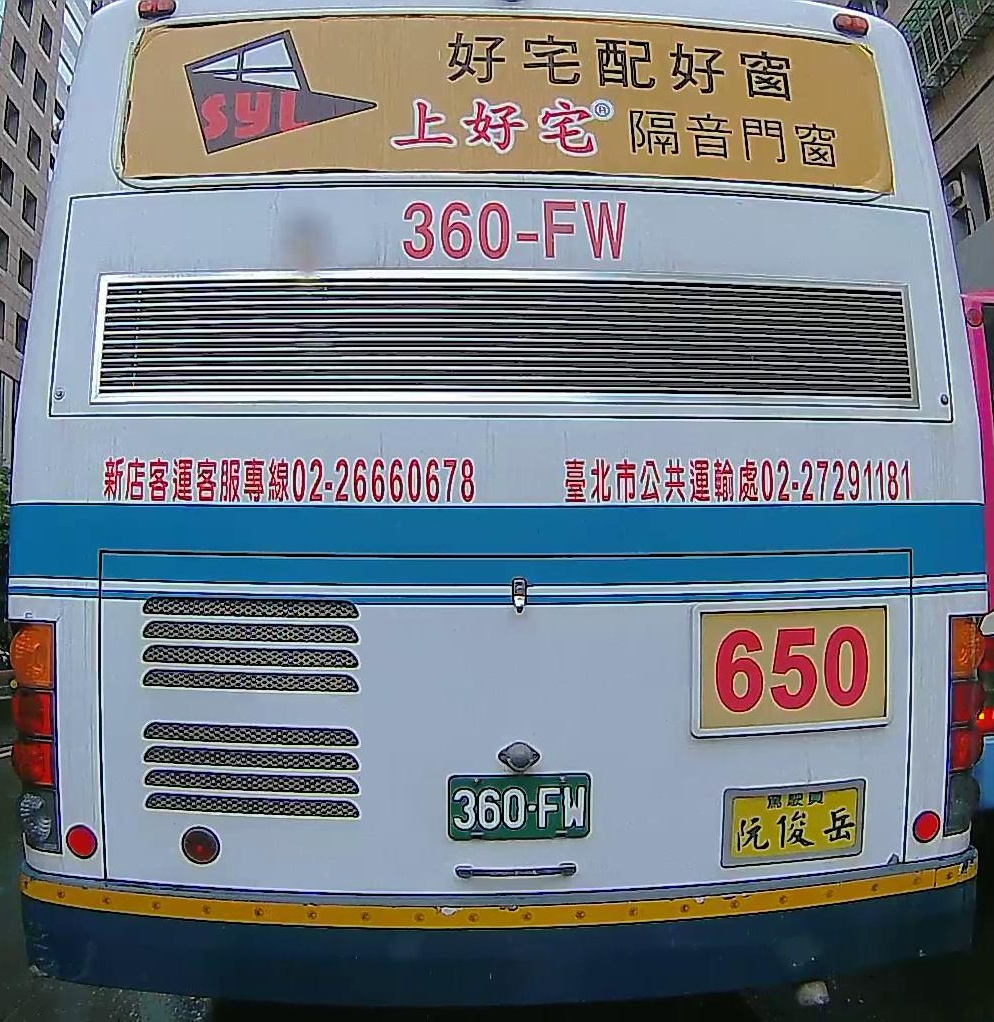 SYL
好宅配好窗
上好宅® 隔音門窗
360-FW
新店客運客服專線02-26660678
臺北市公共運輸處02-27291181
650
360-FW
駕駛員
阮俊岳